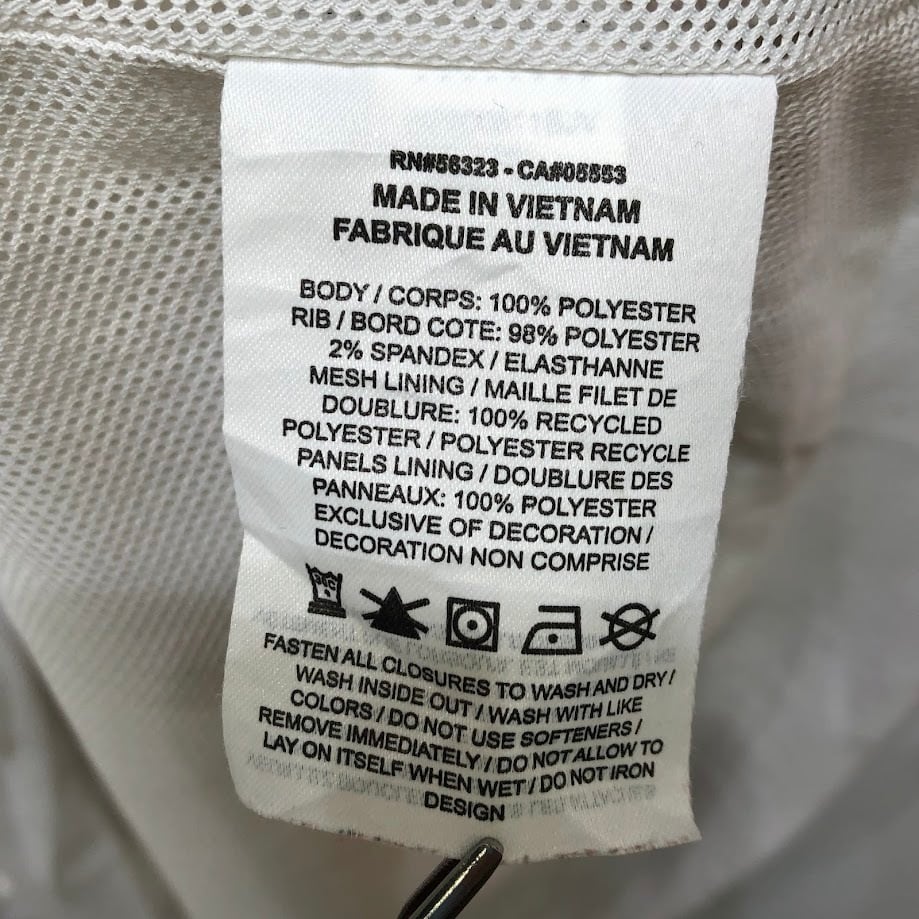 RN#56323 - CA#05553
MADE IN VIETNAM
FABRIQUE AU VIETNAM
BODY / CORPS: 100% POLYESTER
RIB / BORD COTE: 98% POLYESTER
2% SPANDEX / ELASTHANNE
MESH LINING / MAILLE FILET DE
DOUBLURE: 100% RECYCLED
POLYESTER / POLYESTER RECYCLE
PANELS LINING / DOUBLURE DES
PANNEAUX: 100% POLYESTER
EXCLUSIVE OF DECORATION /
DECORATION NON COMPRISE
FASTEN ALL CLOSURES TO WASH AND DRY /
WASH INSIDE OUT / WASH WITH LIKE
COLORS / DO NOT USE SOFTENERS /
REMOVE IMMEDIATELY / DO NOT ALLOW TO
LAY ON ITSELF WHEN WET / DO NOT IRON
DESIGN